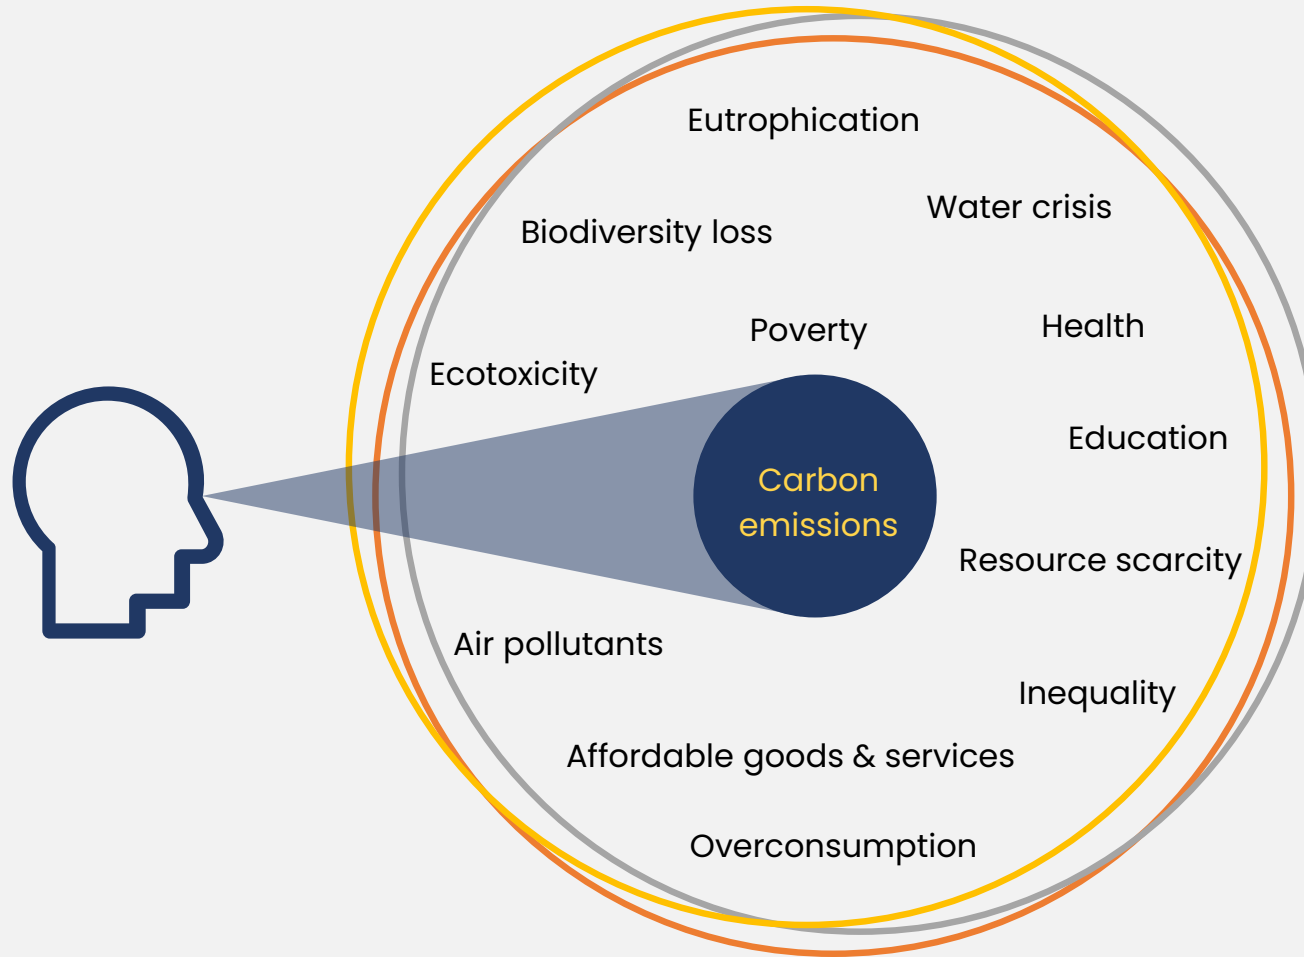 Eutrophication
Water crisis
Biodiversity loss
Poverty
Health
Ecotoxicity
Education
Carbon
emissions
Resource scarcity
Air pollutants
Inequality
Affordable goods & services
Overconsumption